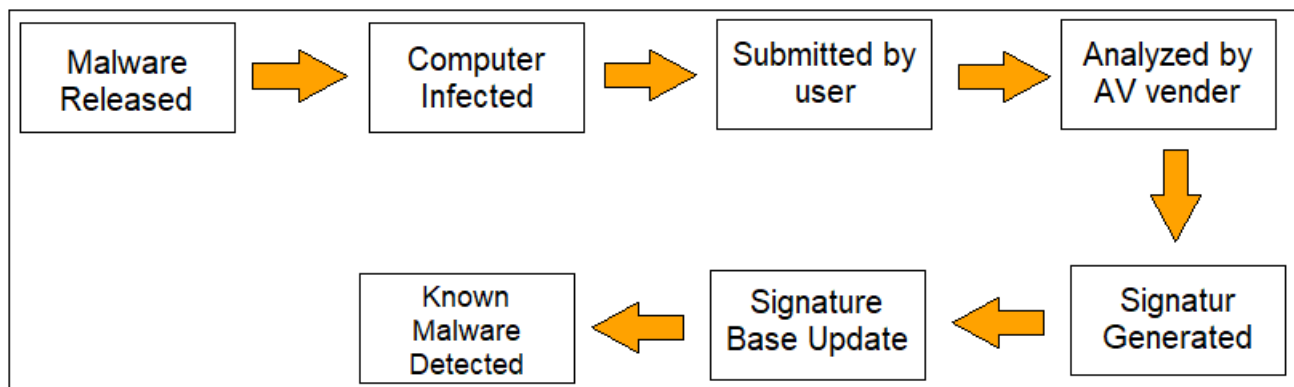 Malware
Released
Computer
Infected
Submitted by
user
Analyzed by
AV vender
Signatur
Generated
Signature
Base Update
Known
Malware
Detected